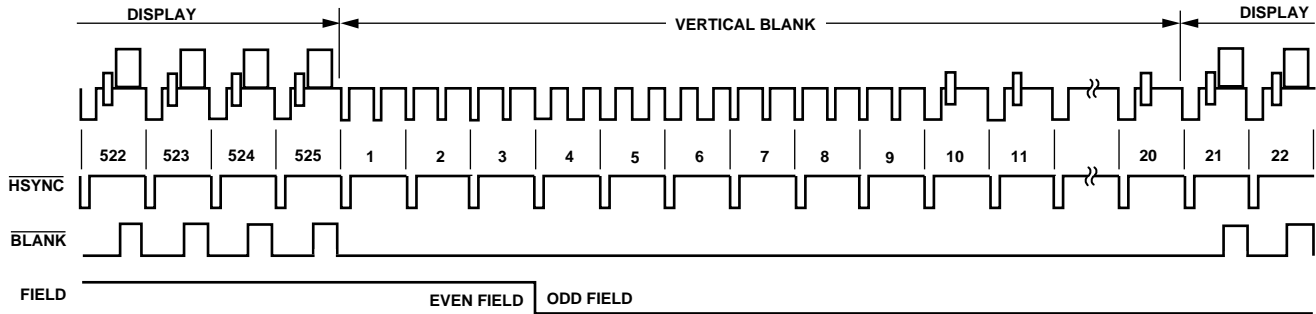 DISPLAY VERTICAL BLANK DISPLAY
522 523 524 525 1 2 3 4 5 6 7 8 9 10 11 20 21 22
HSYNC
BLANK
FIELD EVEN FIELD ODD FIELD